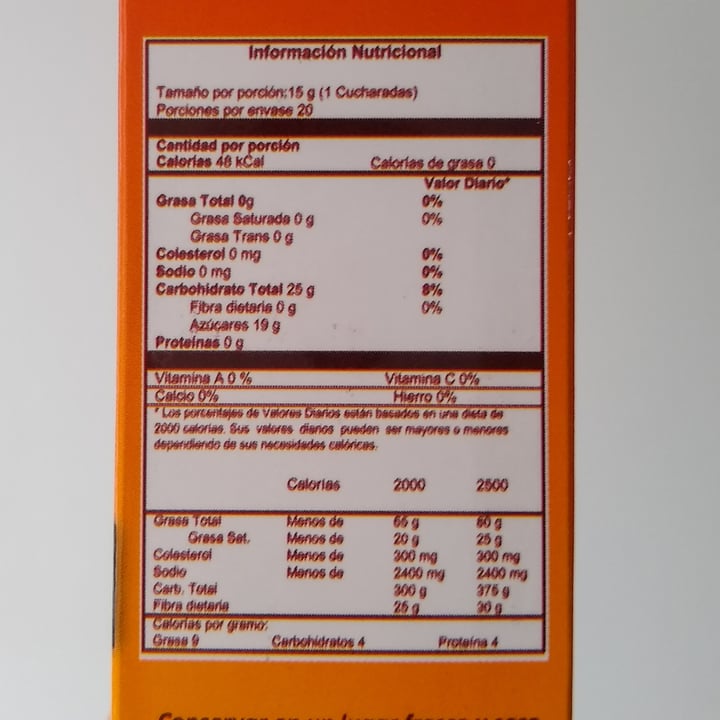 Información Nutricional
Tamaño por porción:15 g (1 Cucharadas)
Porciones por envase 20
Cantidad por porción
Calorías 48 kCal Calorías de grasa 0
Valor Diario*
Grasa Total 0g 0%
Grasa Saturada 0 g 0%
Grasa Trans 0 g
Colesterol 0 mg 0%
Sodio 0 mg 0%
Carbohidrato Total 25 g 8%
Fibra dietaria 0 g 0%
Azúcares 19 g
Proteínas 0 g
Vitamina A 0 % Vitamina C 0%
Calcio 0% Hierro 0%
* Los porcentajes de Valores Diarios están basados en una dieta de
2000 calorías. Sus valores diarios pueden ser mayores o menores
dependiendo de sus necesidades calóricas.
Calorías 2000 2500
Grasa Total Menos de 65 g 80 g
Grasa Sat. Menos de 20 g 25 g
Colesterol Menos de 300 mg 300 mg
Sodio Menos de 2400 mg 2400 mg
Carb. Total 300 g 375 g
Fibra dietaria 25 g 30 g
Calorías por gramo:
Grasa 9 Carbohidratos 4 Proteína 4
Conservar en un lugar fresco y seco